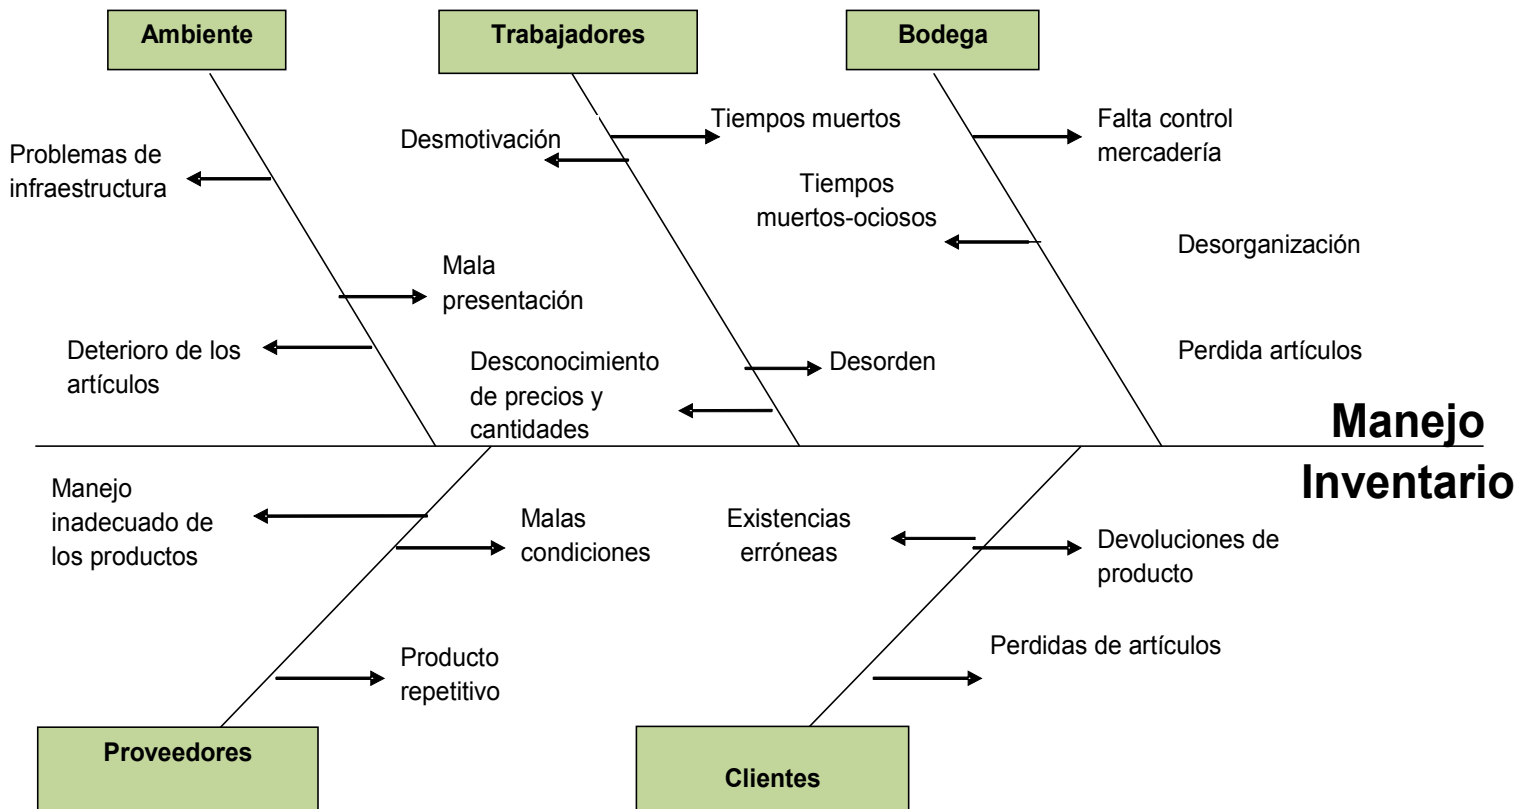 Ambiente
Trabajadores
Bodega
Problemas de
infraestructura
Mala
presentación
Deterioro de los
artículos
Desmotivación
Tiempos muertos
Desconocimiento
de precios y
cantidades
Desorden
Falta control
mercadería
Tiempos
muertos-ociosos
Desorganización
Perdida artículos
Manejo
Inventario
Manejo
inadecuado de
los productos
Malas
condiciones
Producto
repetitivo
Existencias
erróneas
Devoluciones de
producto
Perdidas de artículos
Proveedores
Clientes